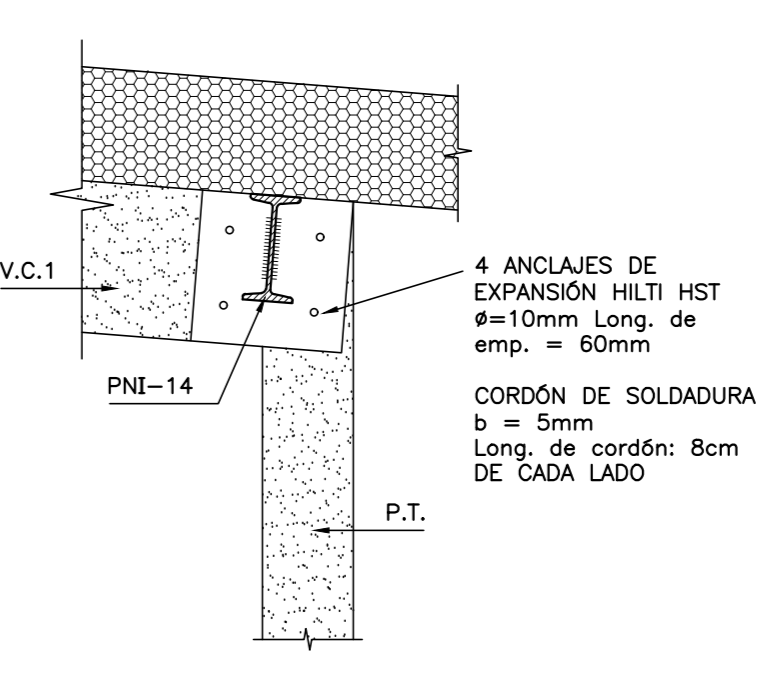 V.C.1
PNI-14
4 ANCLAJES DE
EXPANSIÓN HILTI HST
Ø=10mm Long. de
emp. = 60mm
CORDÓN DE SOLDADURA
b = 5mm
Long. de cordón: 8cm
DE CADA LADO
P.T.